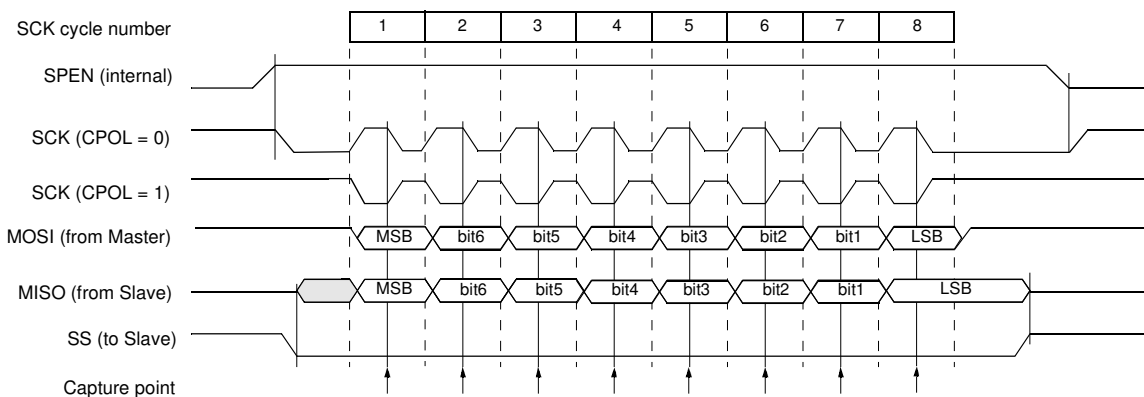 SCK cycle number 1 2 3 4 5 6 7 8
SPEN (internal)
SCK (CPOL = 0)
SCK (CPOL = 1)
MOSI (from Master) MSB bit6 bit5 bit4 bit3 bit2 bit1 LSB
MISO (from Slave) MSB bit6 bit5 bit4 bit3 bit2 bit1 LSB
SS (to Slave)
Capture point